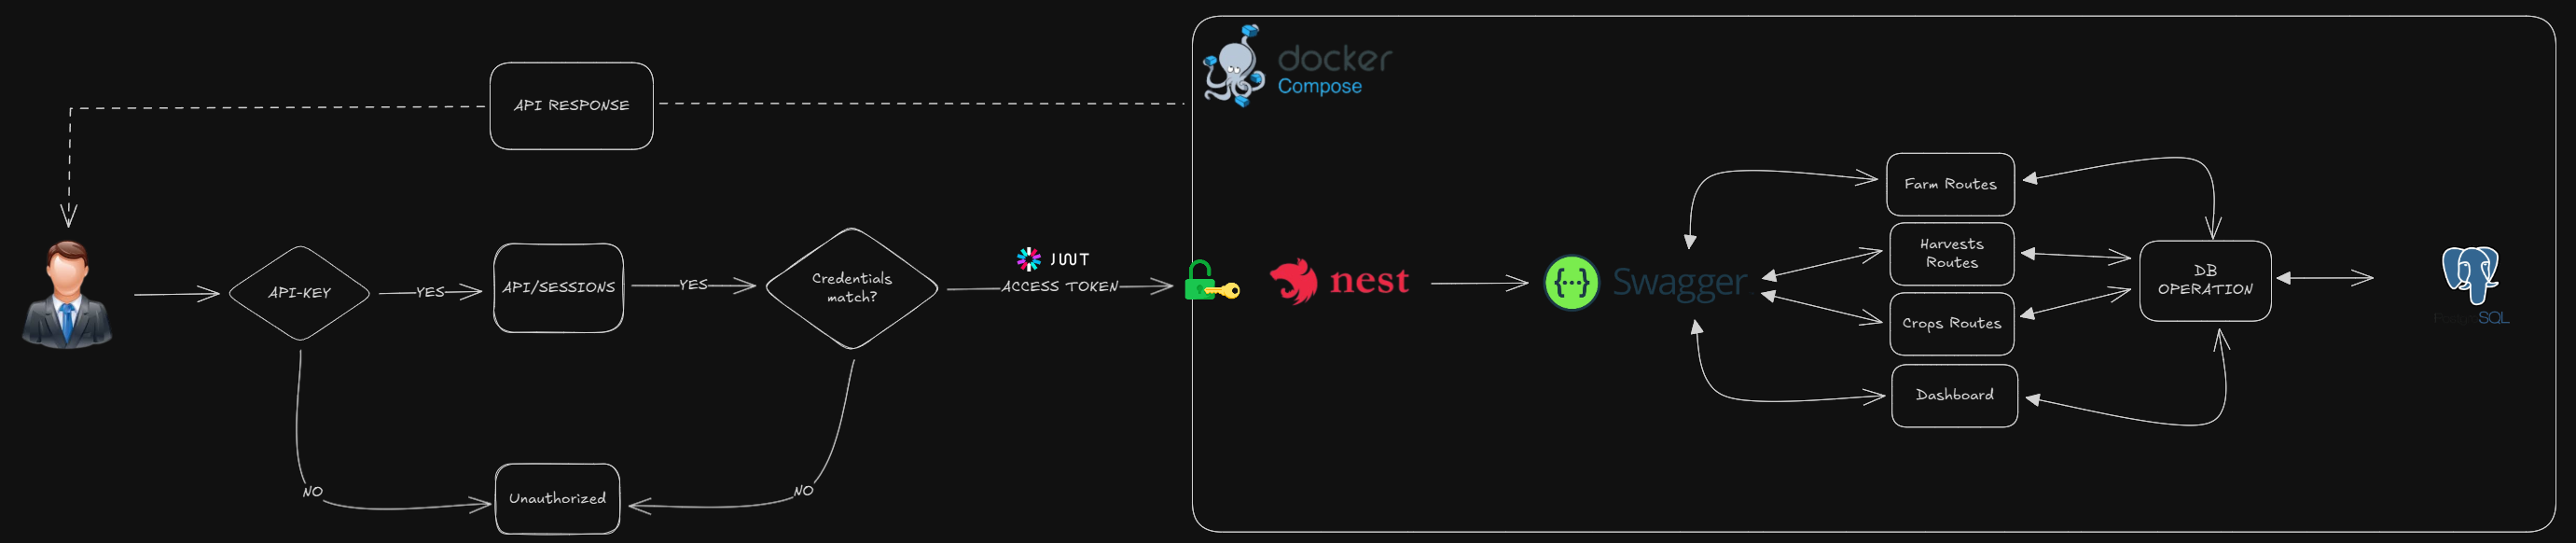 docker
Compose
API RESPONSE
API-KEY
YES
API/SESSIONS
YES
Credentials
match?
JWT
ACCESS TOKEN
nest
{...}
Swagger
Farm Routes
Harvests
Routes
Crops Routes
Dashboard
DB
OPERATION
PostgreSQL
NO
Unauthorized
NO